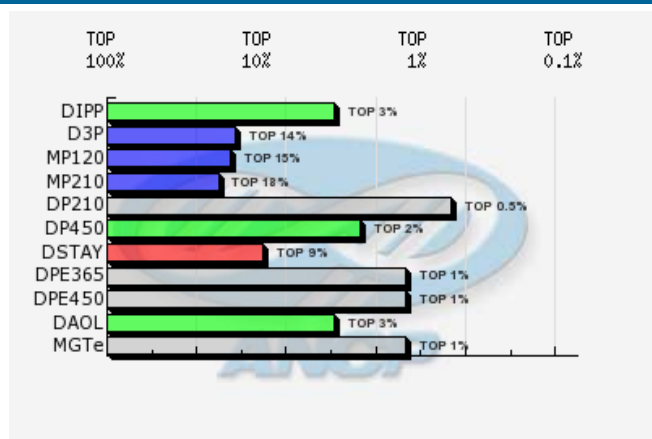 TOP 100% TOP 10% TOP 1% TOP 0.1%
DIPP TOP 3%
D3P TOP 14%
MP120 TOP 15%
MP210 TOP 18%
DP210 TOP 0.5%
DP450 TOP 2%
DSTAY TOP 9%
DPE365 TOP 1%
DPE450 TOP 1%
DAOL TOP 3%
MGTe TOP 1%
ANCP